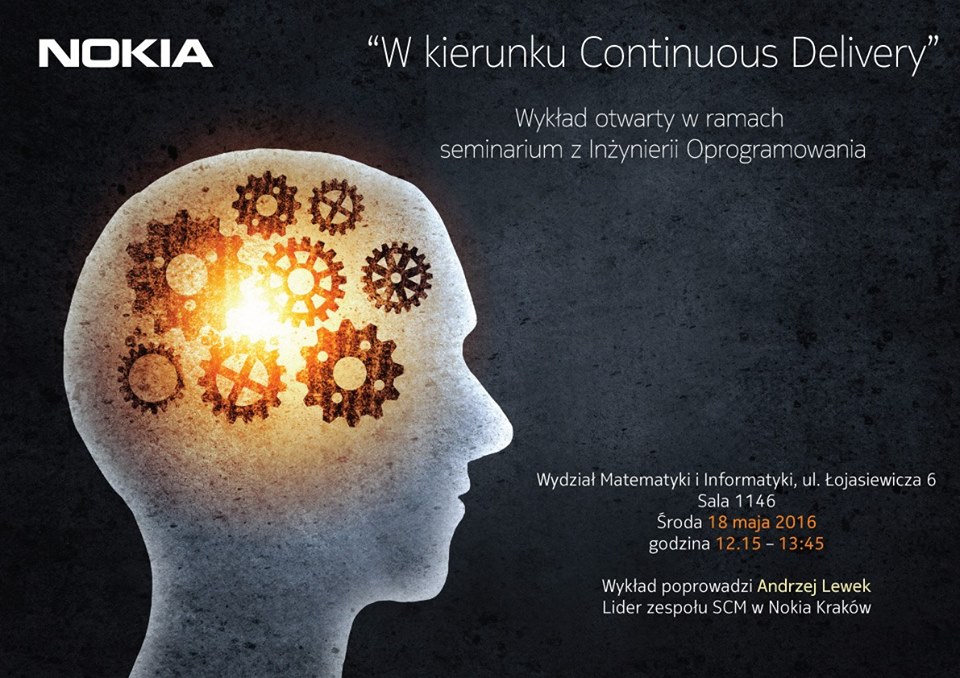 NOKIA
“W kierunku Continuous Delivery”
Wykład otwarty w ramach
seminarium z Inżynierii Oprogramowania
Wydział Matematyki i Informatyki, ul. Łojasiewicza 6
Sala 1146
Środa 18 maja 2016
godzina 12.15 – 13:45
Wykład poprowadzi Andrzej Lewek
Lider zespołu SCM w Nokia Kraków